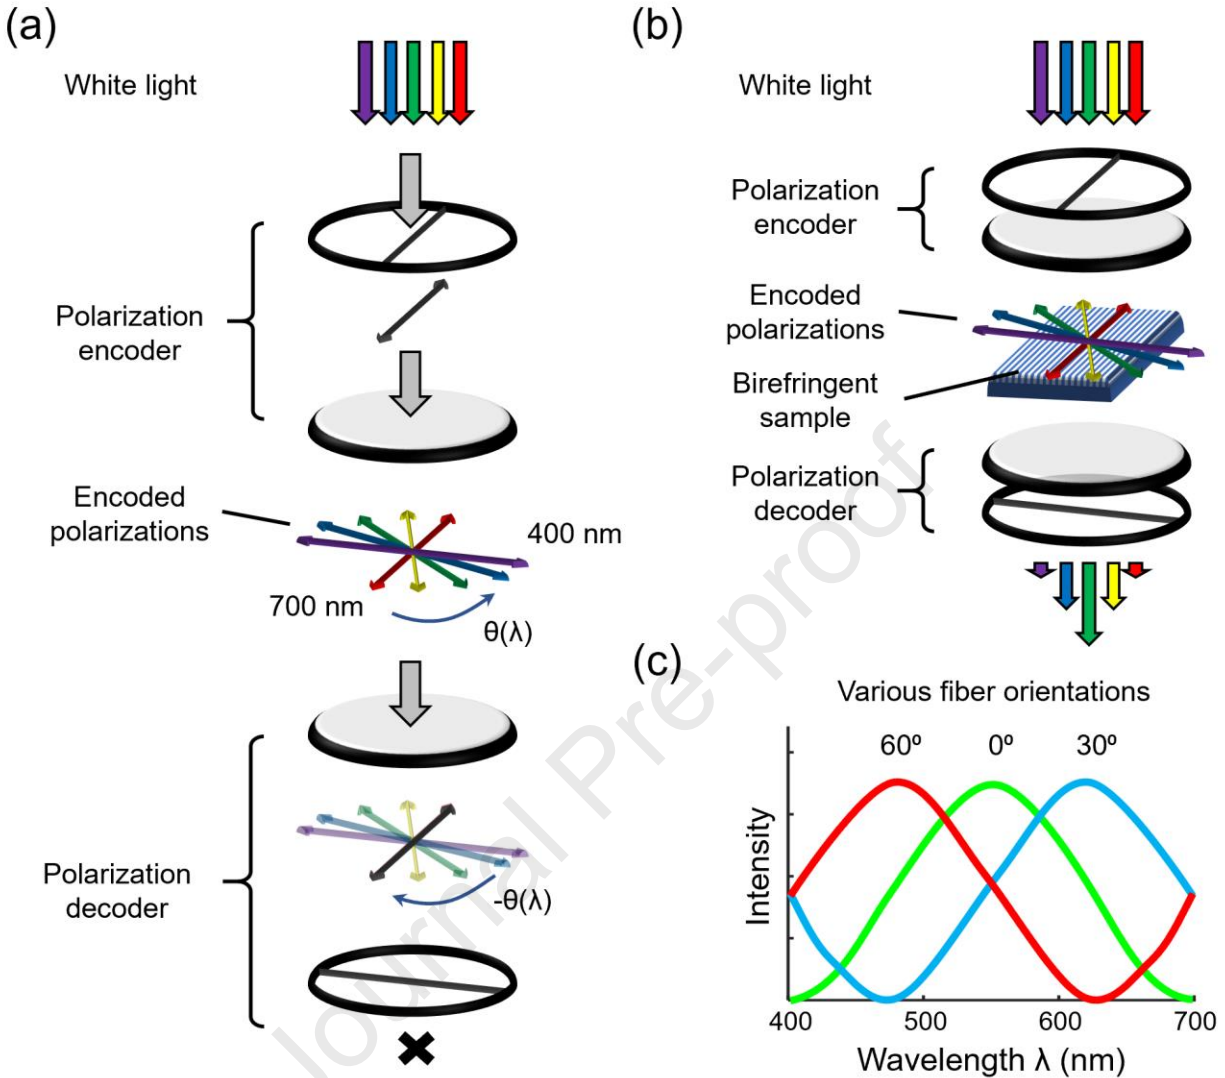 (a)
White light
Polarization
encoder
Encoded
polarizations
400 nm
700 nm
θ(λ)
Polarization
decoder
-θ(λ)
(b)
White light
Polarization
encoder
Encoded
polarizations
Birefringent
sample
Polarization
decoder
(c)
Various fiber orientations
60º
0º
30º
Intensity
400
500
600
700
Wavelength λ (nm)
Journal Pre-proof